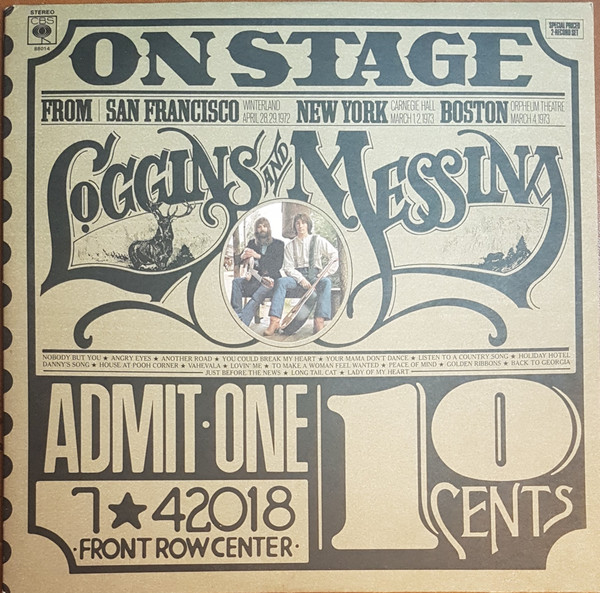 STEREO
CBS
88014
SPECIAL PRICED
2-RECORD SET
ON STAGE
FROM SAN FRANCISCO WINTERLAND APRIL 28,29, 1972 NEW YORK CARNEGIE HALL MARCH 1,2,1973 BOSTON ORPHEUM THEATRE MARCH 4, 1973
LOGGINS AND MESSINA
NOBODY BUT YOU ★ ANGRY EYES ★ ANOTHER ROAD ★ YOU COULD BREAK MY HEART ★ YOUR MAMA DON'T DANCE ★ LISTEN TO A COUNTRY SONG ★ HOLIDAY HOTEL
DANNY'S SONG ★ HOUSE AT POOH CORNER ★ VAHEVALA ★ LOVIN' ME ★ TO MAKE A WOMAN FEEL WANTED ★ PEACE OF MIND ★ GOLDEN RIBBONS ★ BACK TO GEORGIA
JUST BEFORE THE NEWS ★ LONG TAIL CAT ★ LADY OF MY HEART
ADMIT·ONE
10 CENTS
7★42018
·FRONT ROW CENTER·